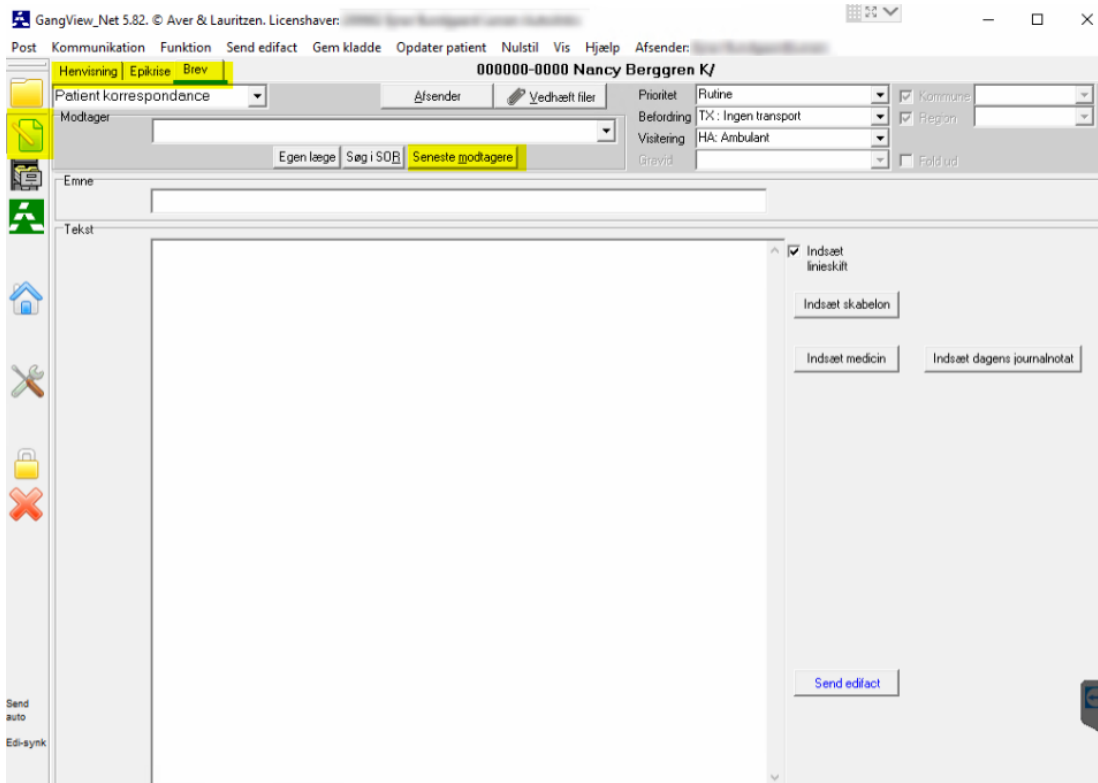 GangView_Net 5.82. © Aver & Lauritzen. Licenshaver:
Post Kommunikation Funktion Send edifact Gem kladde Opdater patient Nulstil Vis Hjælp Afsender:
Henvisning Epikrise Brev 000000-0000 Nancy Berggren K/
Patient korrespondance Afsender Vedhæft filer Prioritet Rutine Kommune
Modtager Befordring TX : Ingen transport Region
Visitering HA: Ambulant
Egen læge Søg i SOR Seneste modtagere Gravid Fold ud
Emne
Tekst
Indsæt
linieskift
Indsæt skabelon
Indsæt medicin Indsæt dagens journalnotat
Send edifact
Send
auto
Edi-synk